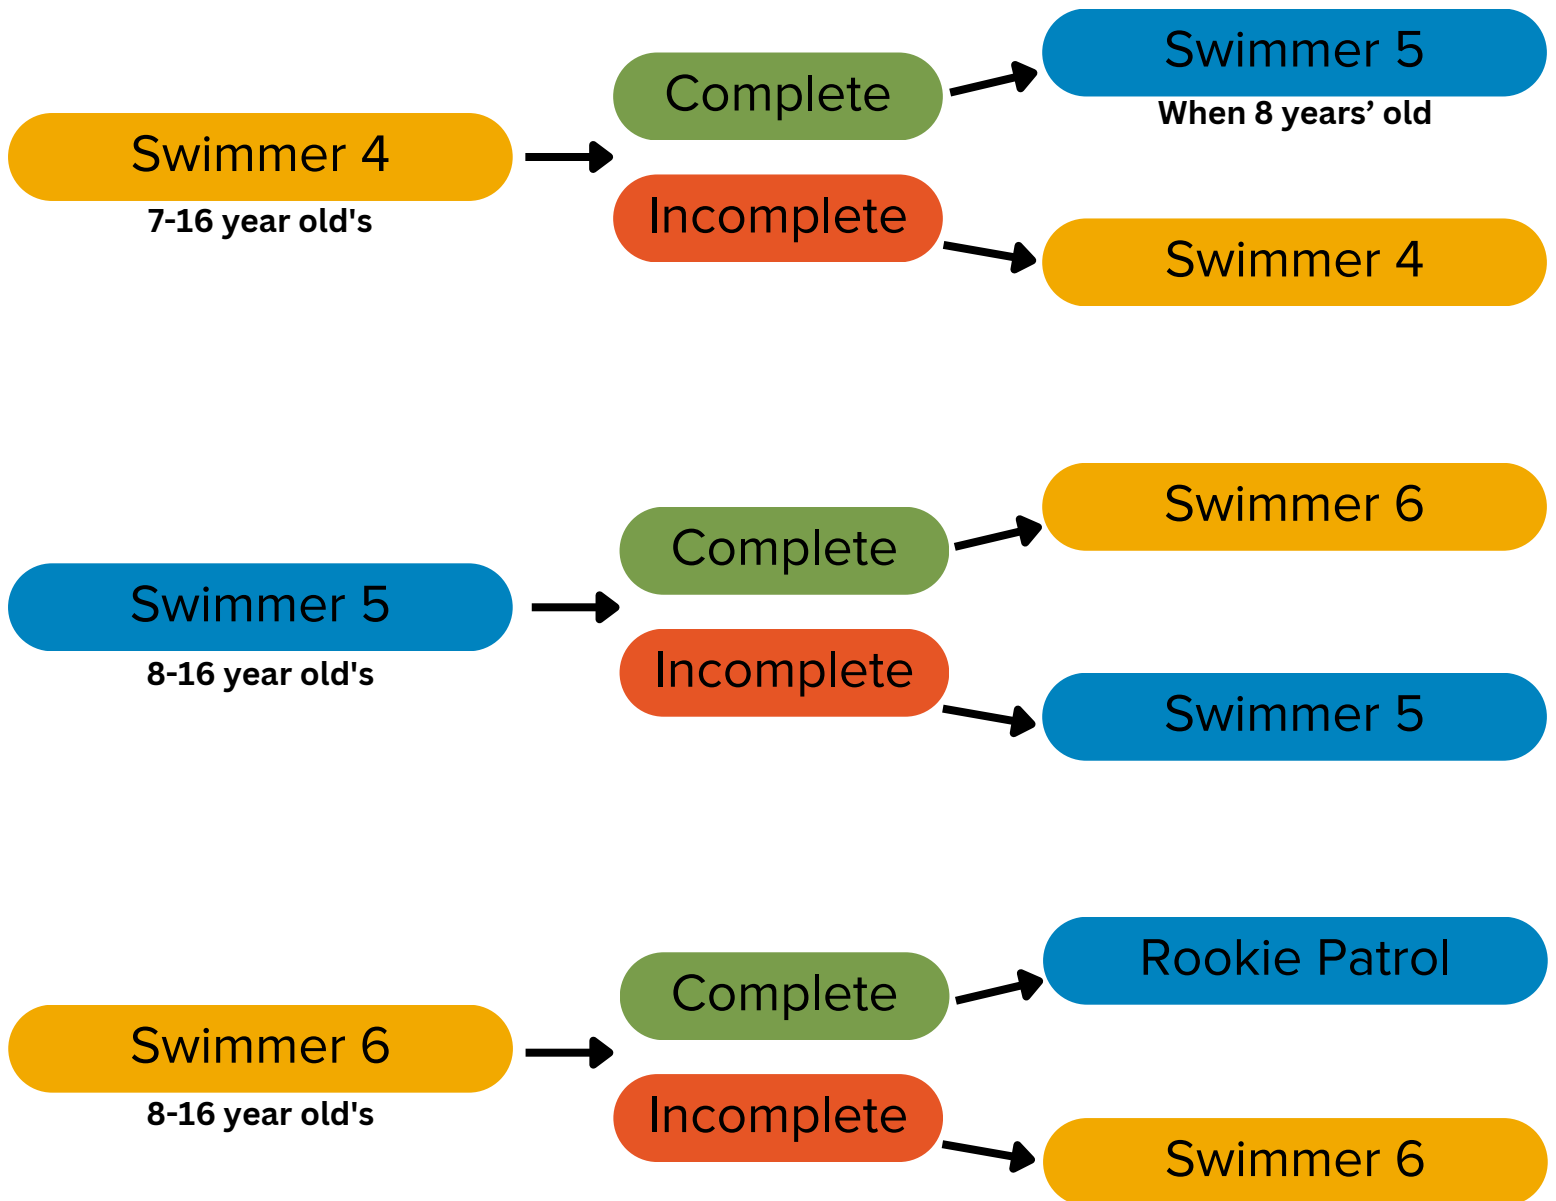 Swimmer 4
7-16 year old's
Complete
Incomplete
Swimmer 5
When 8 years’ old
Swimmer 4
Swimmer 5
8-16 year old's
Complete
Incomplete
Swimmer 6
Swimmer 5
Swimmer 6
8-16 year old's
Complete
Incomplete
Rookie Patrol
Swimmer 6